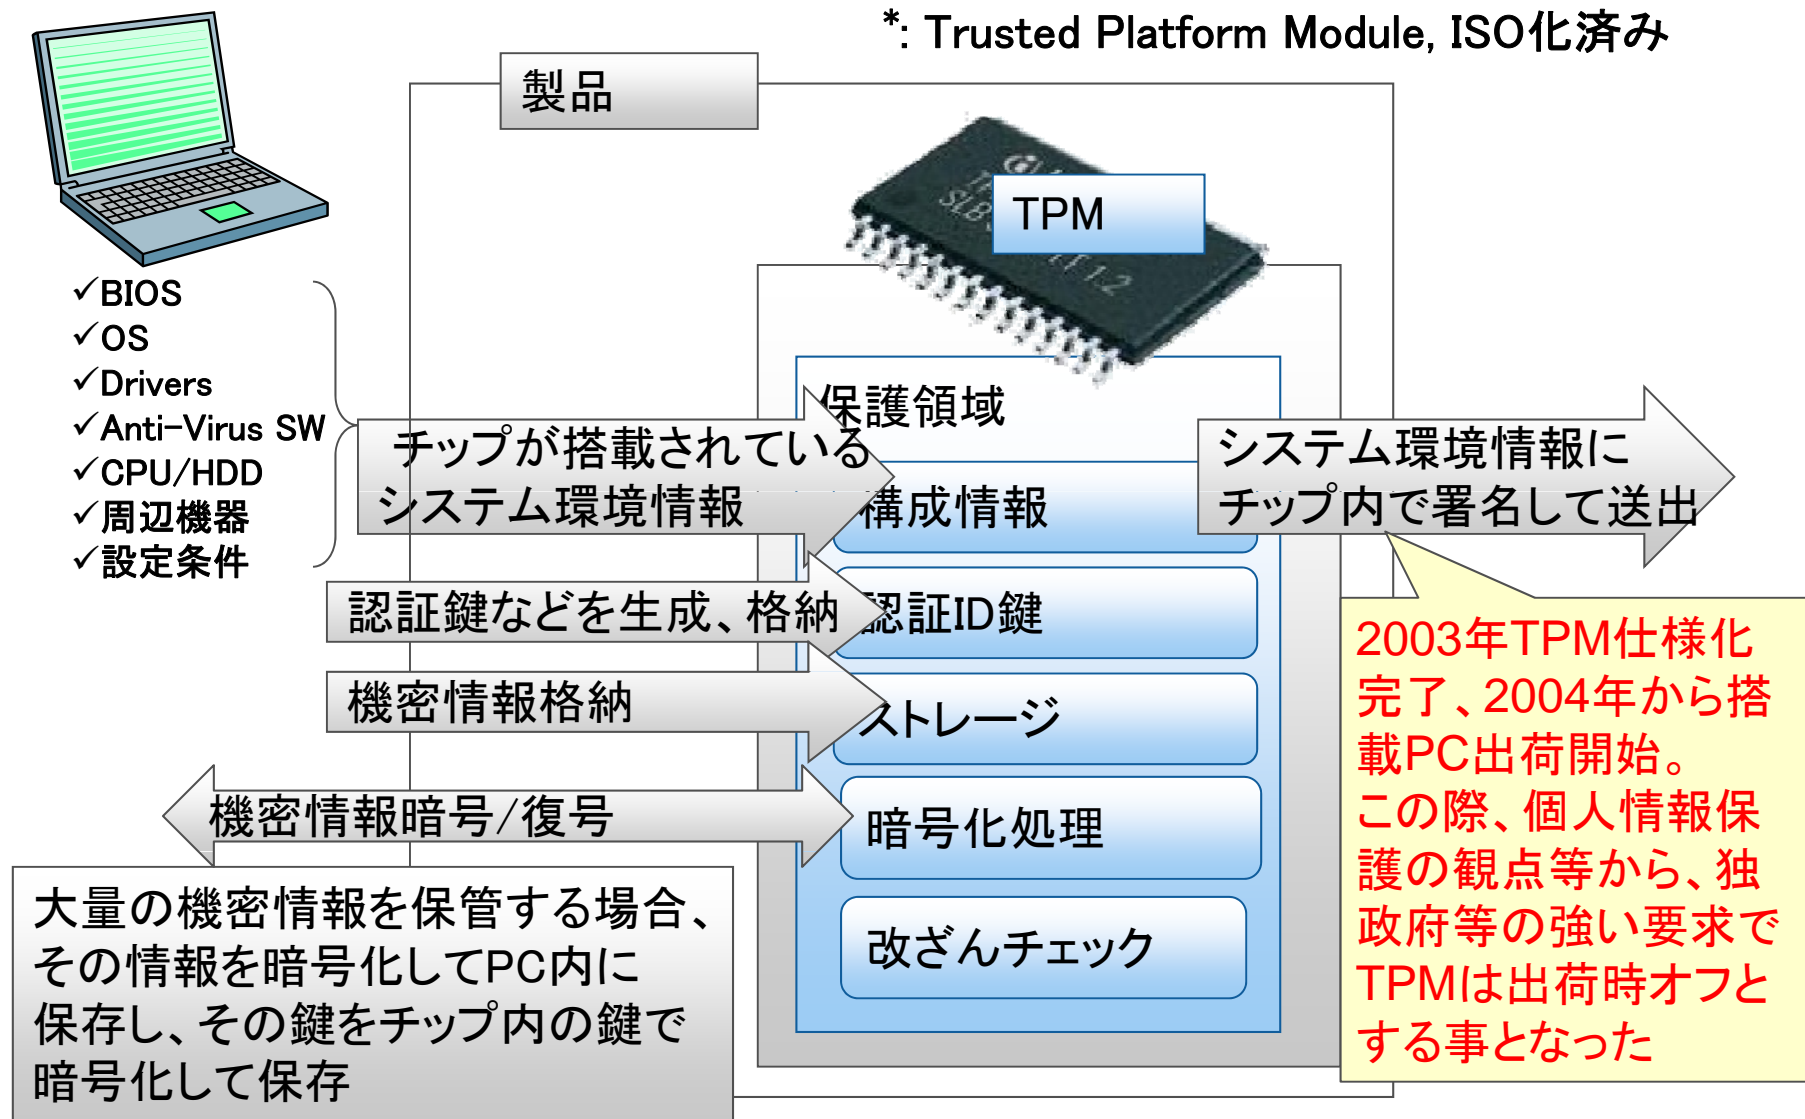 *: Trusted Platform Module, ISO化済み
製品
TPM
SLB
TT1.2
✓BIOS
✓OS
✓Drivers
✓Anti-Virus SW
✓CPU/HDD
✓周辺機器
✓設定条件
保護領域
チップが搭載されている
システム環境情報
構成情報
システム環境情報に
チップ内で署名して送出
認証鍵などを生成、格納
認証ID鍵
機密情報格納
ストレージ
機密情報暗号/復号
暗号化処理
改ざんチェック
大量の機密情報を保管する場合、
その情報を暗号化してPC内に
保存し、その鍵をチップ内の鍵で
暗号化して保存
2003年TPM仕様化
完了、2004年から搭
載PC出荷開始。
この際、個人情報保
護の観点等から、独
政府等の強い要求で
TPMは出荷時オフと
する事となった